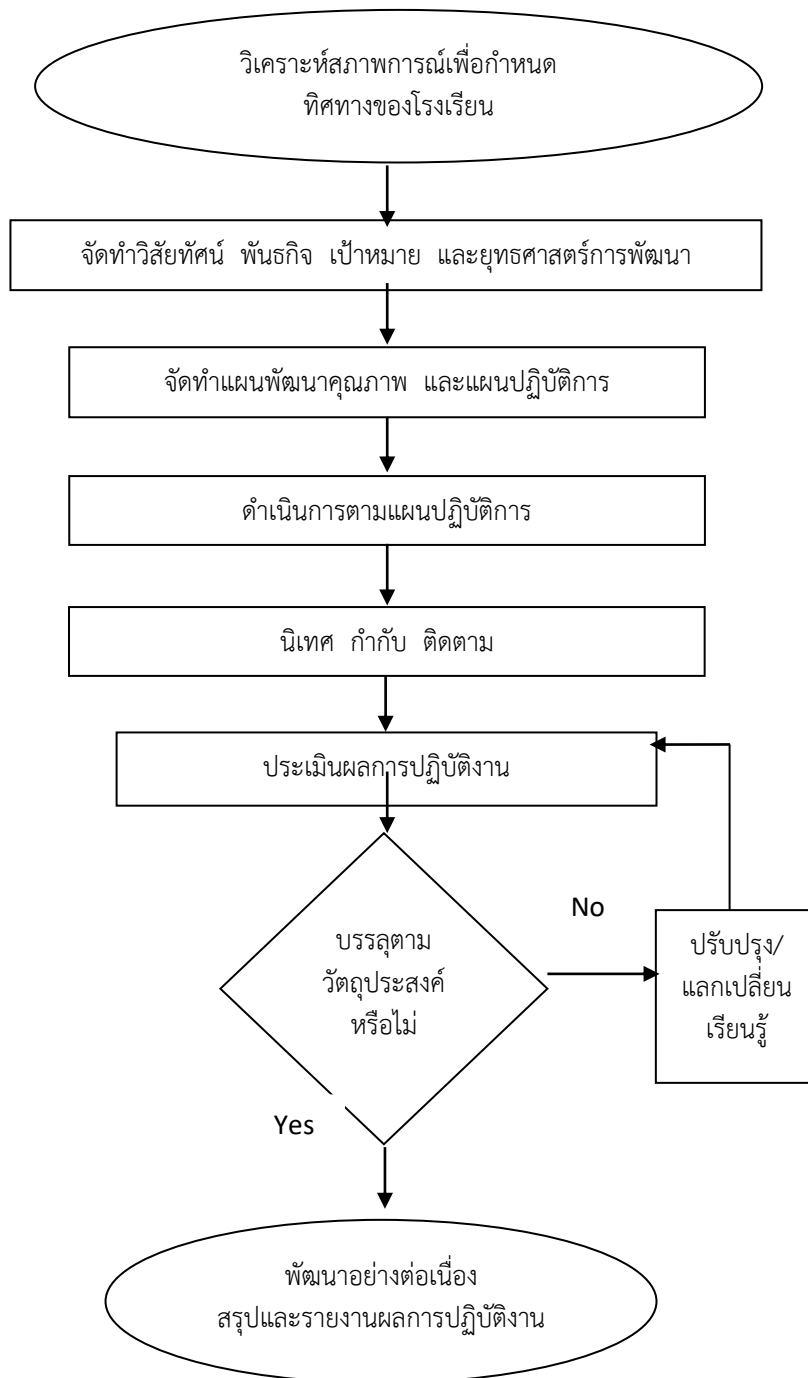 วิเคราะห์สภาพการณ์เพื่อกำหนด
ทิศทางของโรงเรียน
จัดทำวิสัยทัศน์ พันธกิจ เป้าหมาย และยุทธศาสตร์การพัฒนา
จัดทำแผนพัฒนาคุณภาพ และแผนปฏิบัติการ
ดำเนินการตามแผนปฏิบัติการ
นิเทศ กำกับ ติดตาม
ประเมินผลการปฏิบัติงาน
บรรลุตาม
วัตถุประสงค์
หรือไม่
No
ปรับปรุง/
แลกเปลี่ยน
เรียนรู้
Yes
พัฒนาอย่างต่อเนื่อง
สรุปและรายงานผลการปฏิบัติงาน